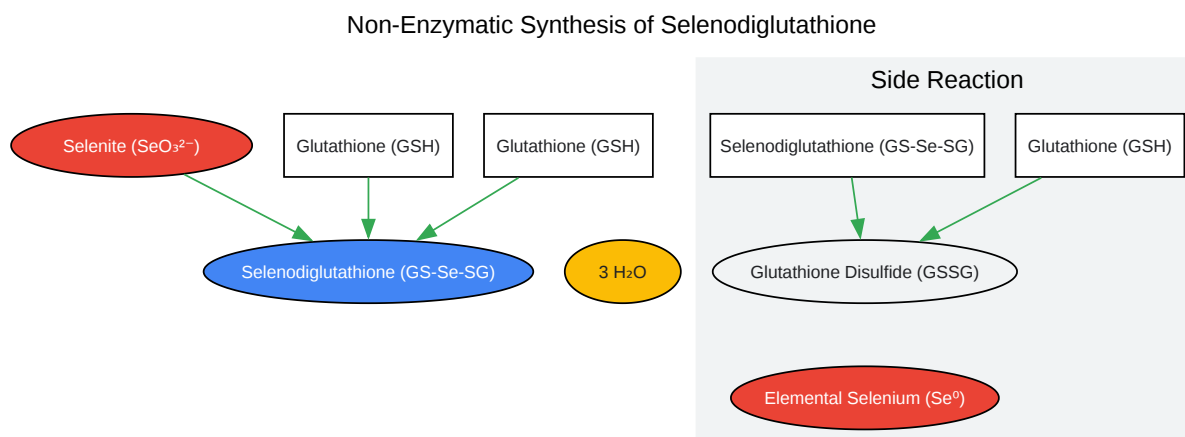 Non-Enzymatic Synthesis of Selenodiglutathione
Side Reaction
Selenite (SeO₃²⁻)
Glutathione (GSH)
Glutathione (GSH)
Selenodiglutathione (GS-Se-SG)
Glutathione (GSH)
Selenodiglutathione (GS-Se-SG)
3 H₂O
Glutathione Disulfide (GSSG)
Elemental Selenium (Se⁰)